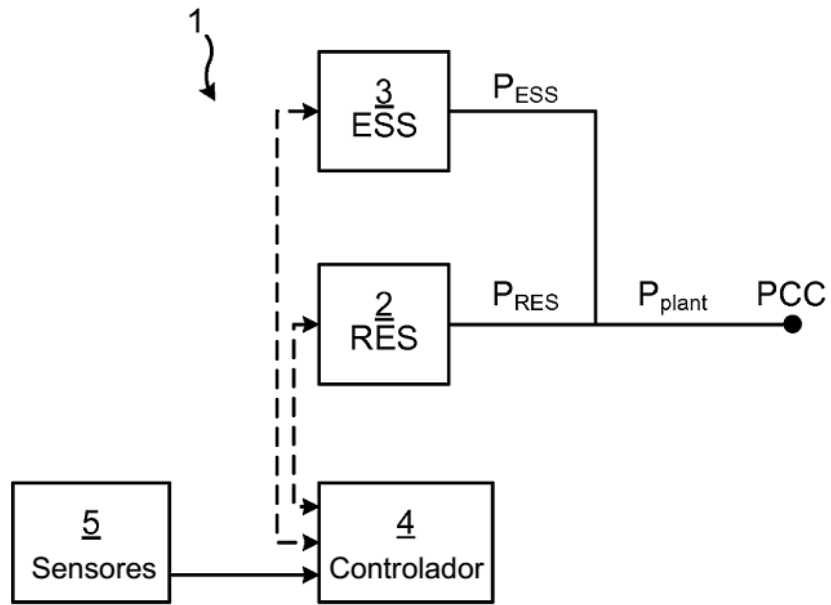 1
3
ESS
P_ESS
2
RES
P_RES
P_plant
PCC
5
Sensores
4
Controlador